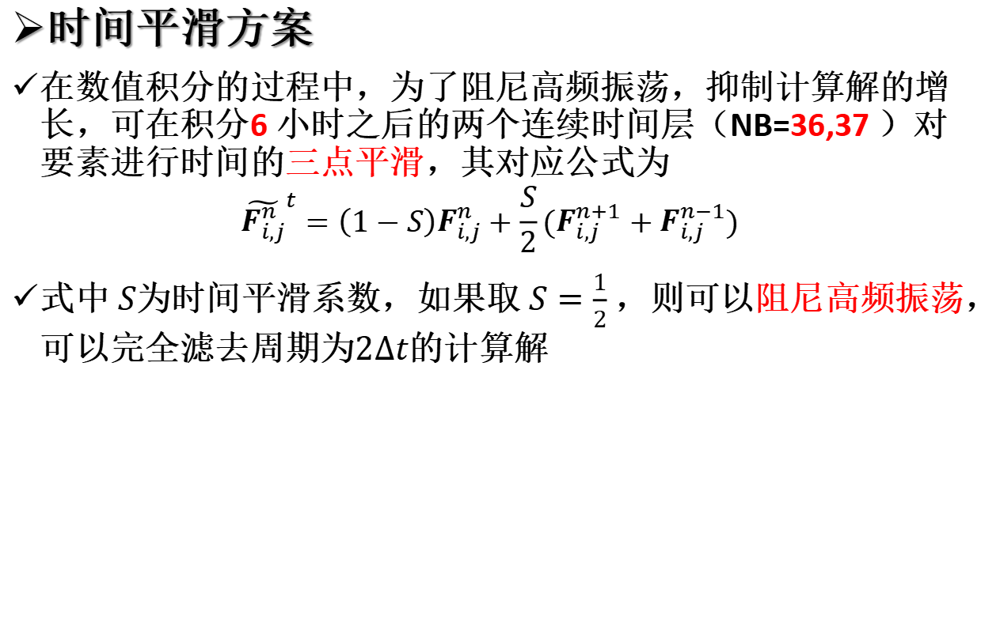 ➢时间平滑方案
✓在数值积分的过程中，为了阻尼高频振荡，抑制计算解的增
长，可在积分6 小时之后的两个连续时间层（NB=36,37 ）对
要素进行时间的三点平滑，其对应公式为
$\widetilde{\boldsymbol{F}_{i,j}^{n}}^{t} = (1 - S)\boldsymbol{F}_{i,j}^{n} + \frac{S}{2}(\boldsymbol{F}_{i,j}^{n+1} + \boldsymbol{F}_{i,j}^{n-1})$
✓式中 S为时间平滑系数，如果取 $S = \frac{1}{2}$ ，则可以阻尼高频振荡，
可以完全滤去周期为2Δt的计算解